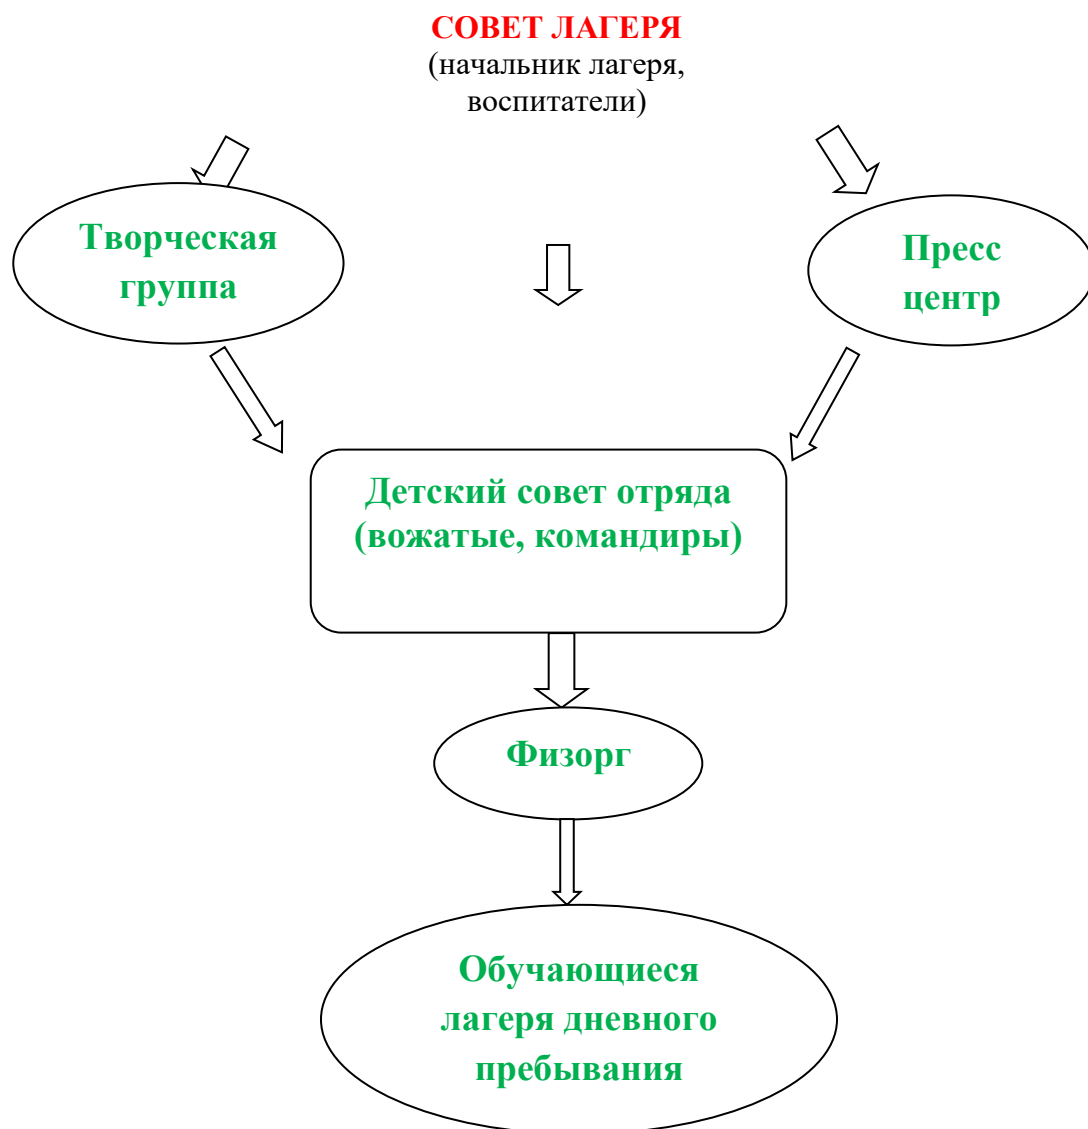 СОВЕТ ЛАГЕРЯ
(начальник лагеря,
воспитатели)
Творческая
группа
Пресс
центр
Детский совет отряда
(вожатые, командиры)
Физорг
Обучающиеся
лагеря дневного
пребывания